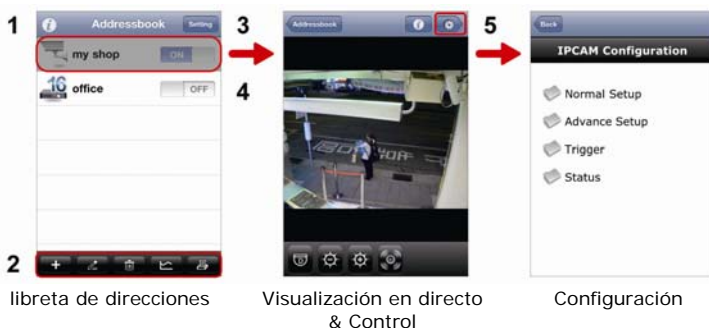 1
Addressbook
Setting
my shop
ON
16
office
OFF
2
libreta de direcciones
3
Addressbook
4
Visualización en directo
& Control
5
Back
IPCAM Configuration
Normal Setup
Advance Setup
Trigger
Status
Configuración